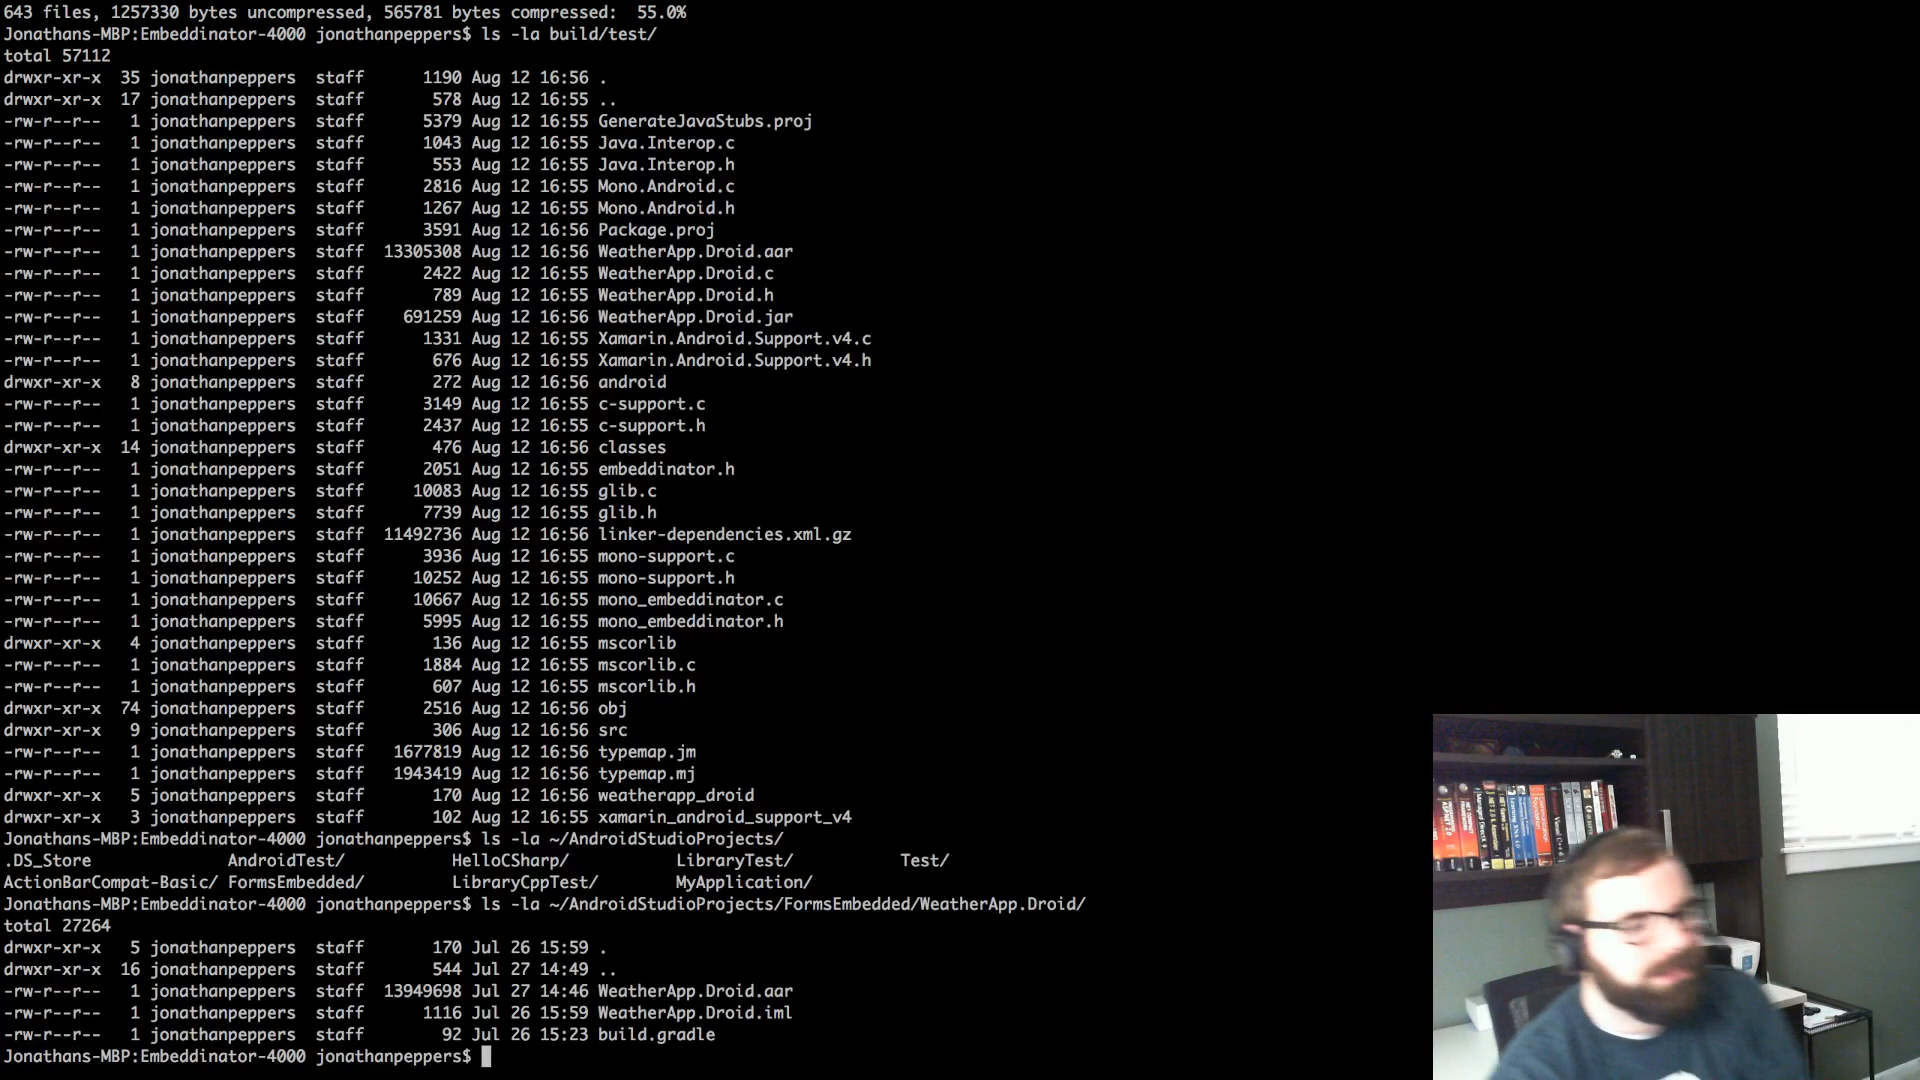 643 files, 1257330 bytes uncompressed, 565781 bytes compressed:  55.0%
Jonathans-MBP:Embeddinator-4000 jonathanpeppers$ ls -la build/test/
total 57112
drwxr-xr-x  35 jonathanpeppers  staff      1190 Aug 12 16:56 .
drwxr-xr-x  17 jonathanpeppers  staff       578 Aug 12 16:55 ..
-rw-r--r--   1 jonathanpeppers  staff      5379 Aug 12 16:55 GenerateJavaStubs.proj
-rw-r--r--   1 jonathanpeppers  staff      1043 Aug 12 16:55 Java.Interop.c
-rw-r--r--   1 jonathanpeppers  staff       553 Aug 12 16:55 Java.Interop.h
-rw-r--r--   1 jonathanpeppers  staff      2816 Aug 12 16:55 Mono.Android.c
-rw-r--r--   1 jonathanpeppers  staff      1267 Aug 12 16:55 Mono.Android.h
-rw-r--r--   1 jonathanpeppers  staff      3591 Aug 12 16:56 Package.proj
-rw-r--r--   1 jonathanpeppers  staff  13305308 Aug 12 16:56 WeatherApp.Droid.aar
-rw-r--r--   1 jonathanpeppers  staff      2422 Aug 12 16:55 WeatherApp.Droid.c
-rw-r--r--   1 jonathanpeppers  staff       789 Aug 12 16:55 WeatherApp.Droid.h
-rw-r--r--   1 jonathanpeppers  staff    691259 Aug 12 16:56 WeatherApp.Droid.jar
-rw-r--r--   1 jonathanpeppers  staff      1331 Aug 12 16:55 Xamarin.Android.Support.v4.c
-rw-r--r--   1 jonathanpeppers  staff       676 Aug 12 16:55 Xamarin.Android.Support.v4.h
drwxr-xr-x   8 jonathanpeppers  staff       272 Aug 12 16:56 android
-rw-r--r--   1 jonathanpeppers  staff      3149 Aug 12 16:55 c-support.c
-rw-r--r--   1 jonathanpeppers  staff      2437 Aug 12 16:55 c-support.h
drwxr-xr-x  14 jonathanpeppers  staff       476 Aug 12 16:56 classes
-rw-r--r--   1 jonathanpeppers  staff      2051 Aug 12 16:55 embeddinator.h
-rw-r--r--   1 jonathanpeppers  staff     10083 Aug 12 16:55 glib.c
-rw-r--r--   1 jonathanpeppers  staff      7739 Aug 12 16:55 glib.h
-rw-r--r--   1 jonathanpeppers  staff  11492736 Aug 12 16:56 linker-dependencies.xml.gz
-rw-r--r--   1 jonathanpeppers  staff      3936 Aug 12 16:55 mono-support.c
-rw-r--r--   1 jonathanpeppers  staff     10252 Aug 12 16:55 mono-support.h
-rw-r--r--   1 jonathanpeppers  staff     10667 Aug 12 16:55 mono_embeddinator.c
-rw-r--r--   1 jonathanpeppers  staff      5995 Aug 12 16:55 mono_embeddinator.h
drwxr-xr-x   4 jonathanpeppers  staff       136 Aug 12 16:55 mscorlib
-rw-r--r--   1 jonathanpeppers  staff      1884 Aug 12 16:55 mscorlib.c
-rw-r--r--   1 jonathanpeppers  staff       607 Aug 12 16:55 mscorlib.h
drwxr-xr-x  74 jonathanpeppers  staff      2516 Aug 12 16:56 obj
drwxr-xr-x   9 jonathanpeppers  staff       306 Aug 12 16:56 src
-rw-r--r--   1 jonathanpeppers  staff   1677819 Aug 12 16:56 typemap.jm
-rw-r--r--   1 jonathanpeppers  staff   1943419 Aug 12 16:56 typemap.mj
drwxr-xr-x   5 jonathanpeppers  staff       170 Aug 12 16:56 weatherapp_droid
drwxr-xr-x   3 jonathanpeppers  staff       102 Aug 12 16:55 xamarin_android_support_v4
Jonathans-MBP:Embeddinator-4000 jonathanpeppers$ ls -la ~/AndroidStudioProjects/
.DS_Store              AndroidTest/           HelloCSharp/           LibraryTest/           Test/
ActionBarCompat-Basic/ FormsEmbedded/         LibraryCppTest/        MyApplication/
Jonathans-MBP:Embeddinator-4000 jonathanpeppers$ ls -la ~/AndroidStudioProjects/FormsEmbedded/WeatherApp.Droid/
total 27264
drwxr-xr-x   5 jonathanpeppers  staff       170 Jul 26 15:59 .
drwxr-xr-x  16 jonathanpeppers  staff       544 Jul 27 14:49 ..
-rw-r--r--   1 jonathanpeppers  staff  13949698 Jul 27 14:46 WeatherApp.Droid.aar
-rw-r--r--   1 jonathanpeppers  staff      1116 Jul 26 15:59 WeatherApp.Droid.iml
-rw-r--r--   1 jonathanpeppers  staff        92 Jul 26 15:23 build.gradle
Jonathans-MBP:Embeddinator-4000 jonathanpeppers$